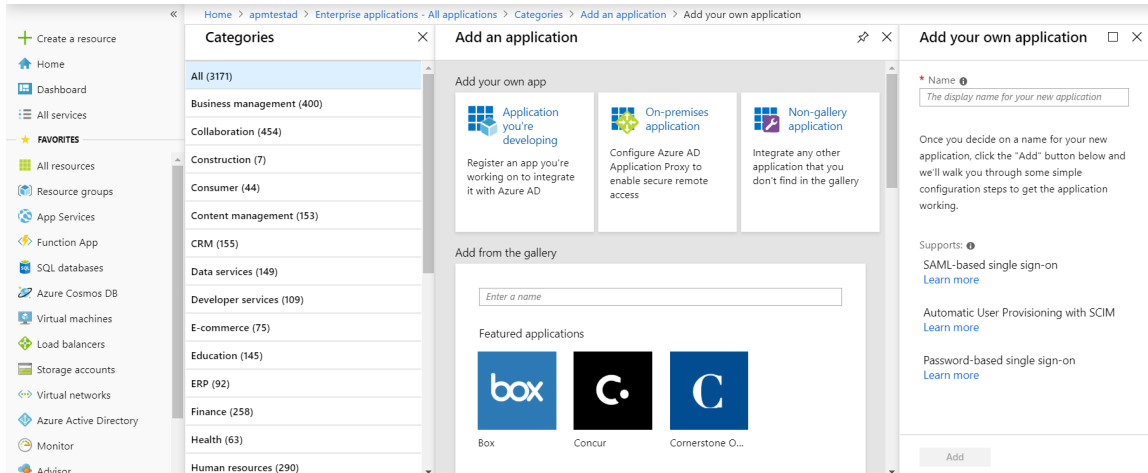 « Home > apmtestad > Enterprise applications - All applications > Categories > Add an application > Add your own application
Create a resource
Home
Dashboard
All services
FAVORITES
All resources
Resource groups
App Services
Function App
SQL databases
Azure Cosmos DB
Virtual machines
Load balancers
Storage accounts
Virtual networks
Azure Active Directory
Monitor
Advisor
Categories
All (3171)
Business management (400)
Collaboration (454)
Construction (7)
Consumer (44)
Content management (153)
CRM (155)
Data services (149)
Developer services (109)
E-commerce (75)
Education (145)
ERP (92)
Finance (258)
Health (63)
Human resources (290)
Add an application
Add your own app
Application
you're
developing
Register an app you're
working on to integrate
it with Azure AD
On-premises
application
Configure Azure AD
Application Proxy to
enable secure remote
access
Non-gallery
application
Integrate any other
application that you
don't find in the gallery
Add from the gallery
Enter a name
Featured applications
box
C.
C
Box
Concur
Cornerstone O...
Add your own application
* Name
The display name for your new application
Once you decide on a name for your new
application, click the "Add" button below and
we'll walk you through some simple
configuration steps to get the application
working.
Supports:
SAML-based single sign-on
Learn more
Automatic User Provisioning with SCIM
Learn more
Password-based single sign-on
Learn more
Add